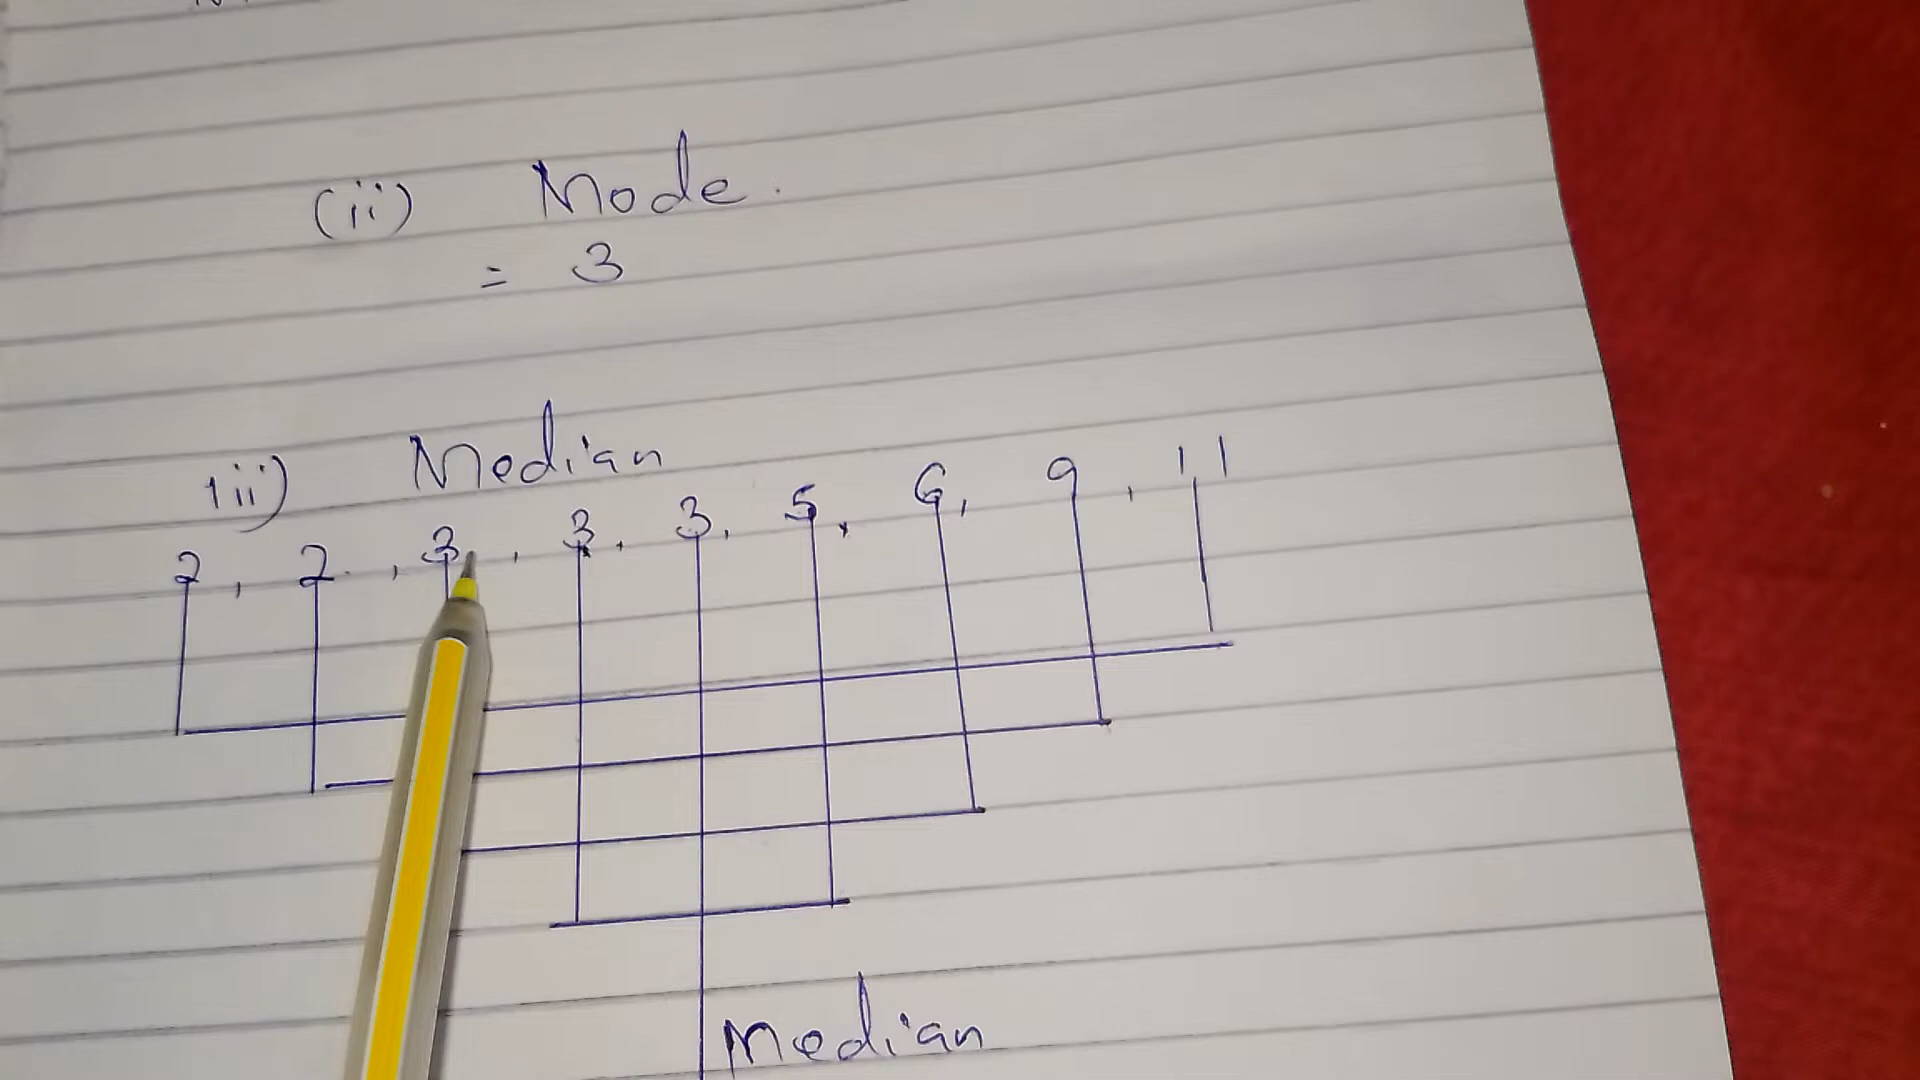 (ii) Mode.
= 3
iii) Median
2, 2, 3, 3, 3, 5, 6, 9, 11
Median